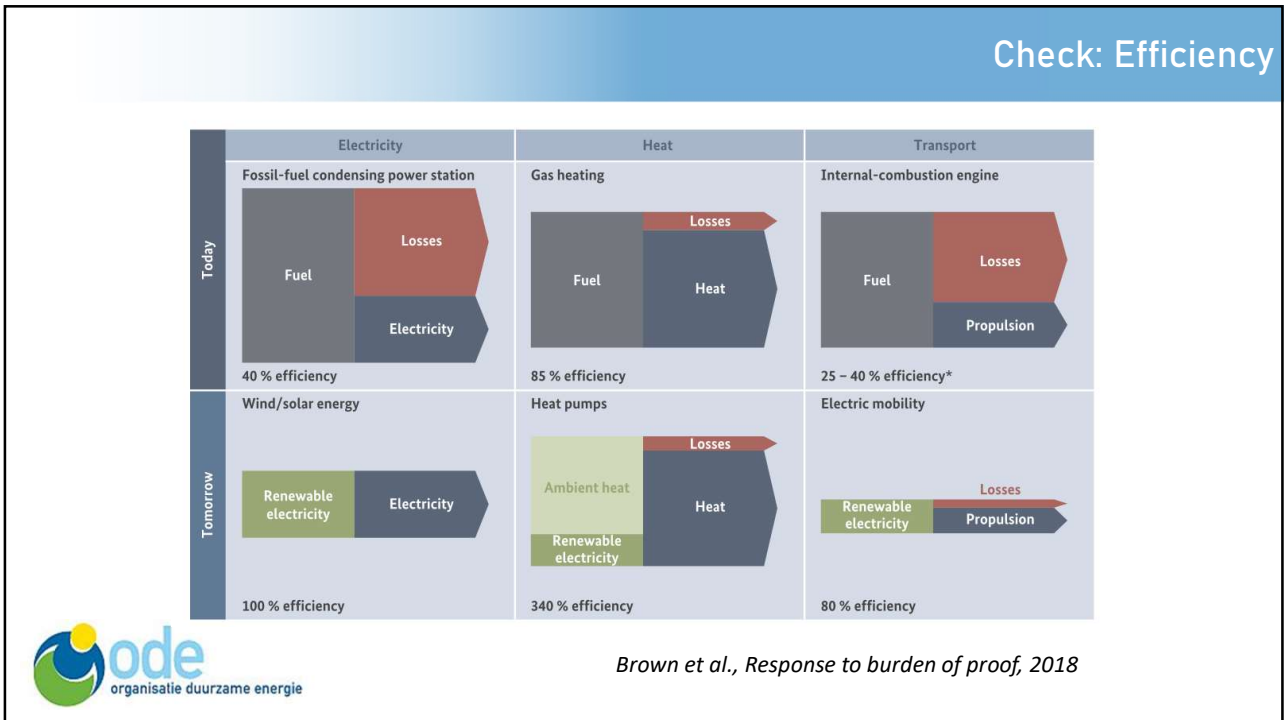 Check: Efficiency
Electricity
Heat
Transport
Today
Fossil-fuel condensing power station
Fuel
Losses
Electricity
40 % efficiency
Gas heating
Fuel
Losses
Heat
85 % efficiency
Internal-combustion engine
Fuel
Losses
Propulsion
25 – 40 % efficiency*
Tomorrow
Wind/solar energy
Renewable
electricity
Electricity
100 % efficiency
Heat pumps
Ambient heat
Renewable
electricity
Losses
Heat
340 % efficiency
Electric mobility
Renewable
electricity
Losses
Propulsion
80 % efficiency
ode
organisatie duurzame energie
Brown et al., Response to burden of proof, 2018